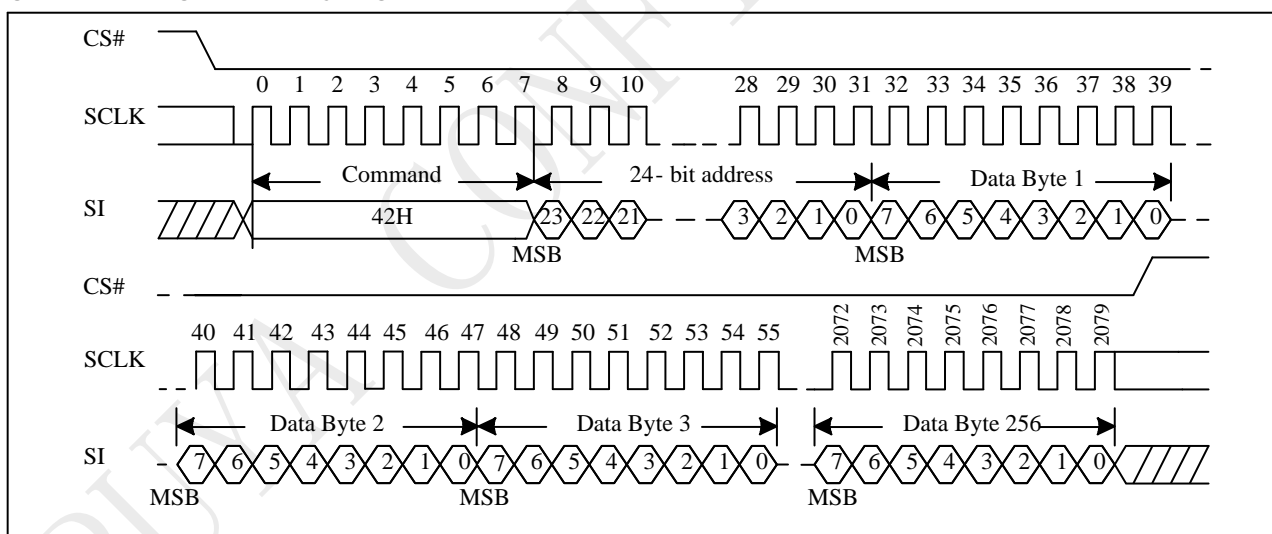 CS#
0 1 2 3 4 5 6 7 8 9 10 28 29 30 31 32 33 34 35 36 37 38 39
SCLK
Command 24- bit address Data Byte 1
SI 42H 23 22 21 3 2 1 0 7 6 5 4 3 2 1 0
MSB MSB
CS#
40 41 42 43 44 45 46 47 48 49 50 51 52 53 54 55 2072 2073 2074 2075 2076 2077 2078 2079
SCLK
Data Byte 2 Data Byte 3 Data Byte 256
SI 7 6 5 4 3 2 1 0 7 6 5 4 3 2 1 0 7 6 5 4 3 2 1 0
MSB MSB MSB
PUYA CONF